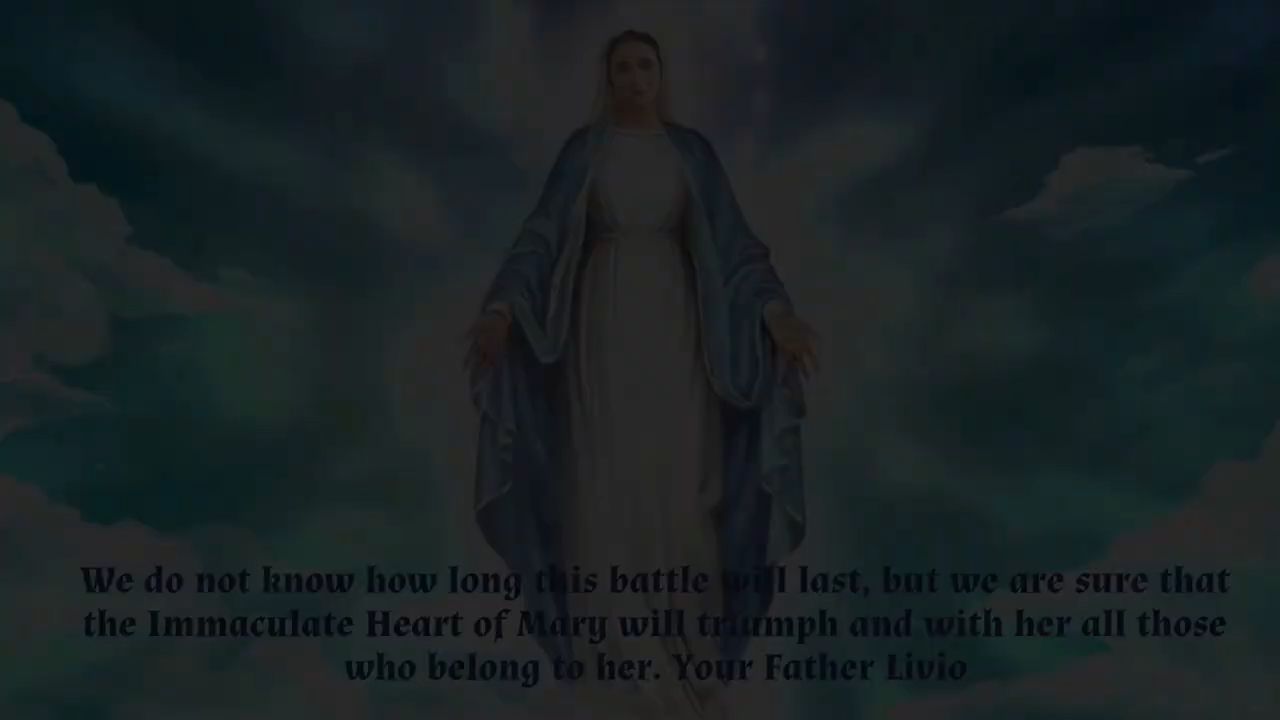 We do not know how long this battle will last, but we are sure that
the Immaculate Heart of Mary will triumph and with her all those
who belong to her. Your Father Livio